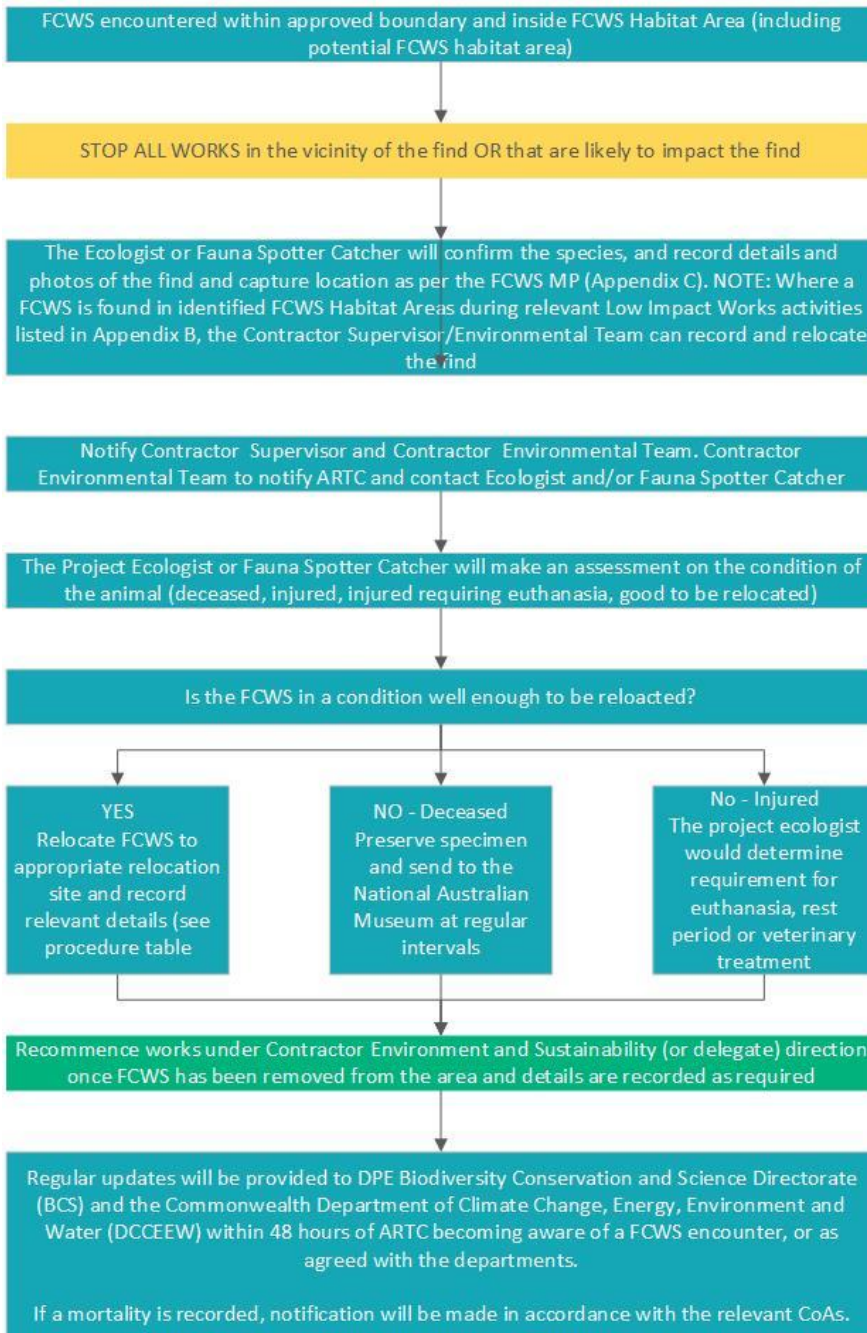 FCWS encountered within approved boundary and inside FCWS Habitat Area (including
potential FCWS habitat area)
STOP ALL WORKS in the vicinity of the find OR that are likely to impact the find
The Ecologist or Fauna Spotter Catcher will confirm the species, and record details and
photos of the find and capture location as per the FCWS MP (Appendix C). NOTE: Where a
FCWS is found in identified FCWS Habitat Areas during relevant Low Impact Works activities
listed in Appendix B, the Contractor Supervisor/Environmental Team can record and relocate
the find
Notify Contractor Supervisor and Contractor Environmental Team. Contractor
Environmental Team to notify ARTC and contact Ecologist and/or Fauna Spotter Catcher
The Project Ecologist or Fauna Spotter Catcher will make an assessment on the condition of
the animal (deceased, injured, injured requiring euthanasia, good to be relocated)
Is the FCWS in a condition well enough to be reloacted?
YES
Relocate FCWS to
appropriate relocation
site and record
relevant details (see
procedure table
NO - Deceased
Preserve specimen
and send to the
National Australian
Museum at regular
intervals
No - Injured
The project ecologist
would determine
requirement for
euthanasia, rest
period or veterinary
treatment
Recommence works under Contractor Environment and Sustainability (or delegate) direction
once FCWS has been removed from the area and details are recorded as required
Regular updates will be provided to DPE Biodiversity Conservation and Science Directorate
(BCS) and the Commonwealth Department of Climate Change, Energy, Environment and
Water (DCCEEW) within 48 hours of ARTC becoming aware of a FCWS encounter, or as
agreed with the departments.
If a mortality is recorded, notification will be made in accordance with the relevant CoAs.